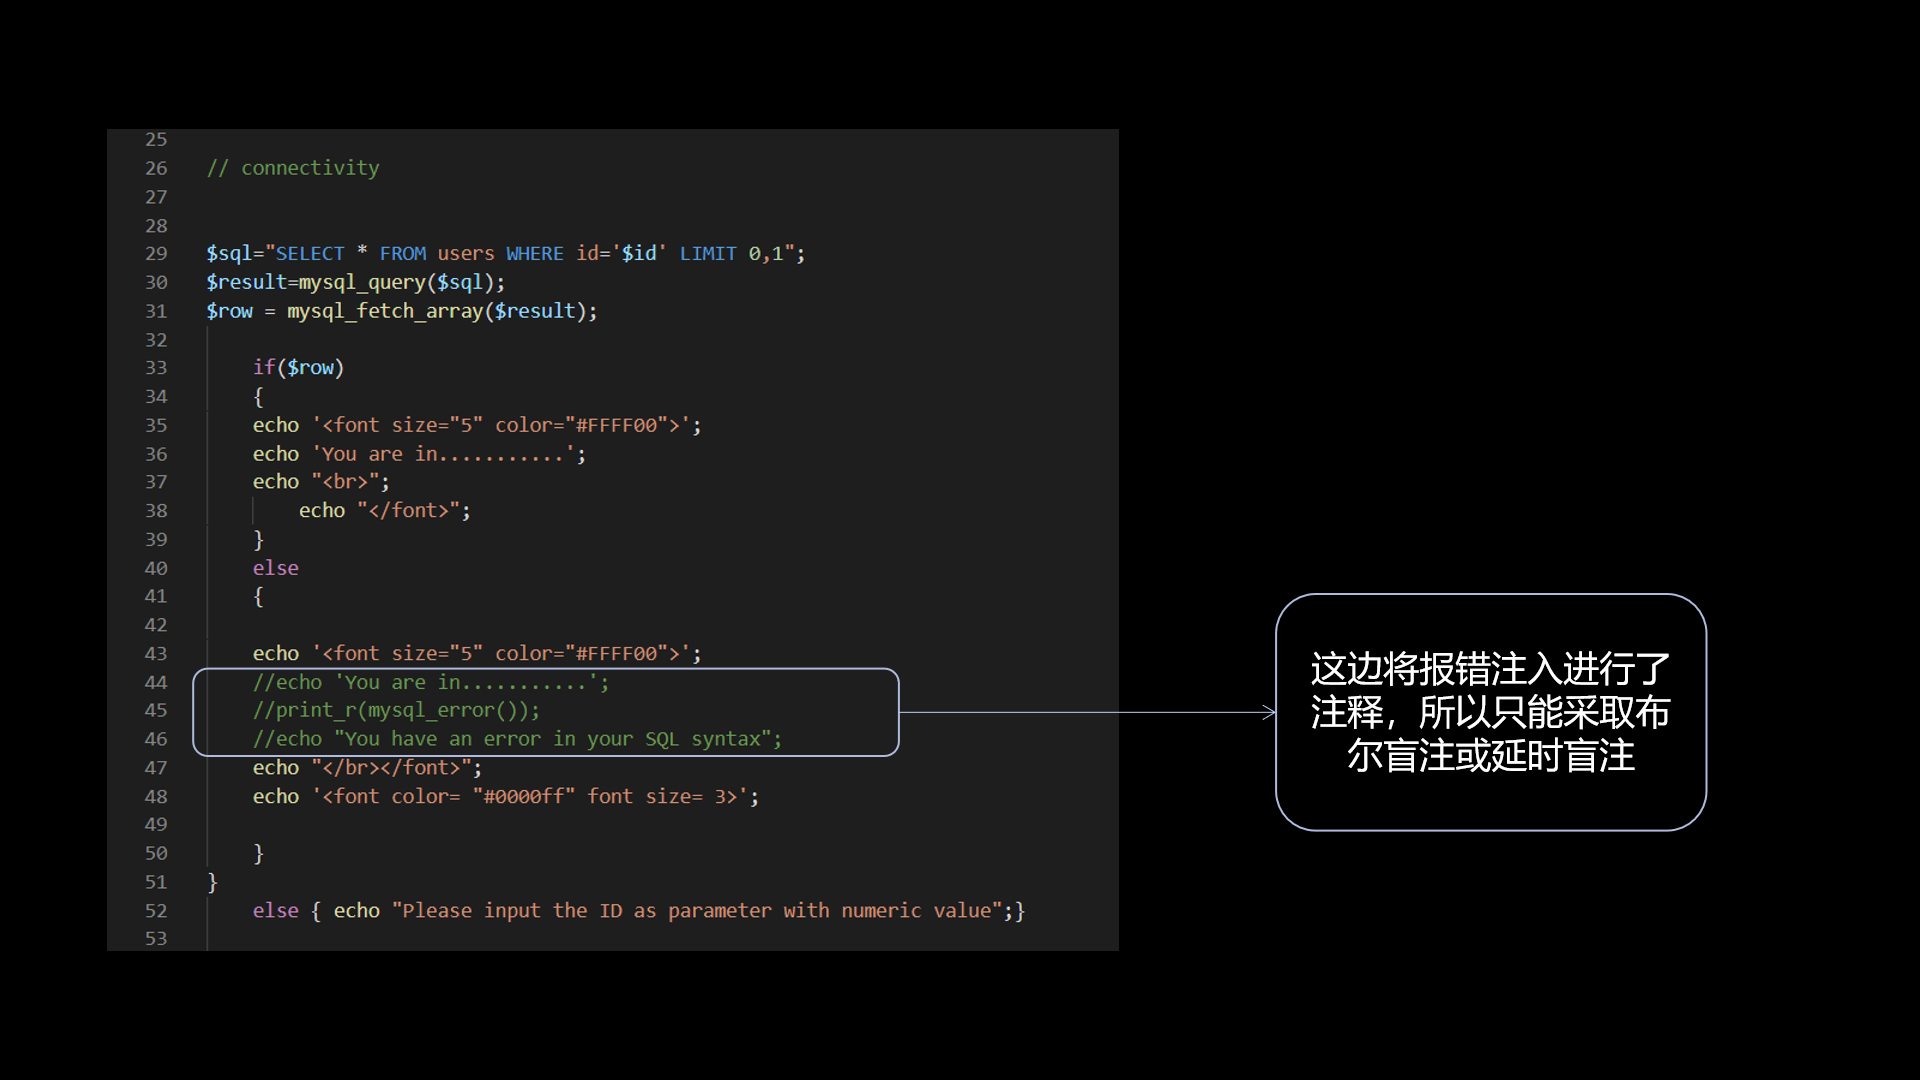 25
26 // connectivity
27
28
29 $sql="SELECT * FROM users WHERE id='$id' LIMIT 0,1";
30 $result=mysql_query($sql);
31 $row = mysql_fetch_array($result);
32
33 if($row)
34 {
35 echo '<font size="5" color="#FFFF00">';
36 echo 'You are in...........';
37 echo "<br>";
38 echo "</font>";
39 }
40 else
41 {
42
43 echo '<font size="5" color="#FFFF00">';
44 //echo 'You are in...........';
45 //print_r(mysql_error());
46 //echo "You have an error in your SQL syntax";
47 echo "</br></font>";
48 echo '<font color= "#0000ff" font size= 3>';
49
50 }
51 }
52 else { echo "Please input the ID as parameter with numeric value";}
53
这边将报错注入进行了
注释，所以只能采取布
尔盲注或延时盲注